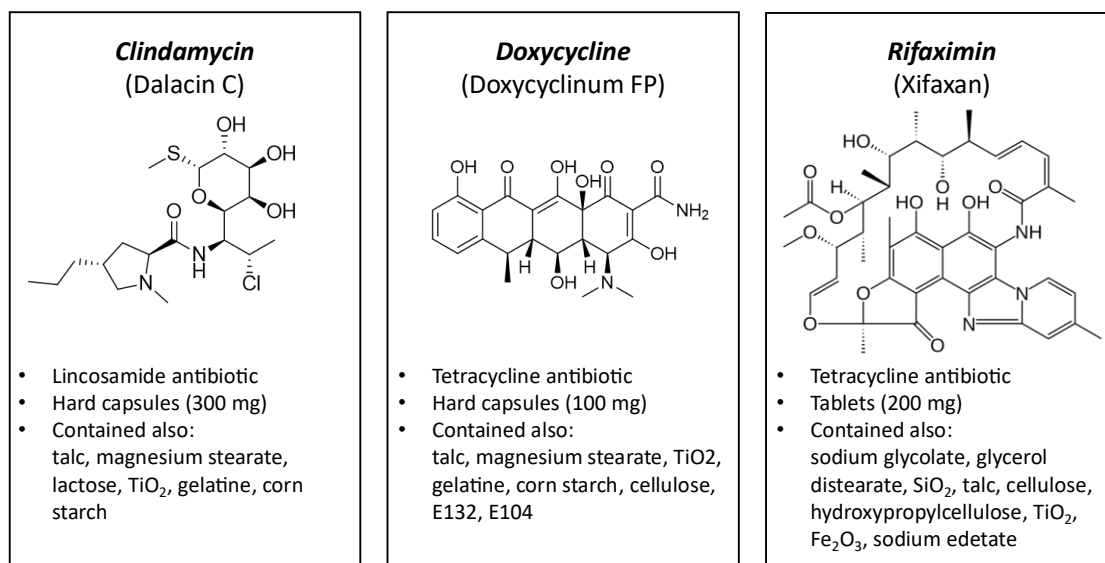 Clindamycin
(Dalacin C)
OH
S
OH
O
OH
O
N
H
Cl
N
• Lincosamide antibiotic
• Hard capsules (300 mg)
• Contained also:
talc, magnesium stearate,
lactose, TiO₂, gelatine, corn
starch
Doxycycline
(Doxycyclinum FP)
OH
O
OH
OH
O
O
NH₂
OH
H
OH
H
N
• Tetracycline antibiotic
• Hard capsules (100 mg)
• Contained also:
talc, magnesium stearate, TiO2,
gelatine, corn starch, cellulose,
E132, E104
Rifaximin
(Xifaxan)
HO
O
H
O
H
O
O
OH
OH
NH
O
O
N
N
O
O
• Tetracycline antibiotic
• Tablets (200 mg)
• Contained also:
sodium glycolate, glycerol
distearate, SiO₂, talc, cellulose,
hydroxypropylcellulose, TiO₂,
Fe₂O₃, sodium edetate